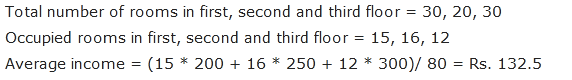 Total number of rooms in first, second and third floor = 30, 20, 30
Occupied rooms in first, second and third floor = 15, 16, 12
Average income = (15 * 200 + 16 * 250 + 12 * 300)/ 80 = Rs. 132.5